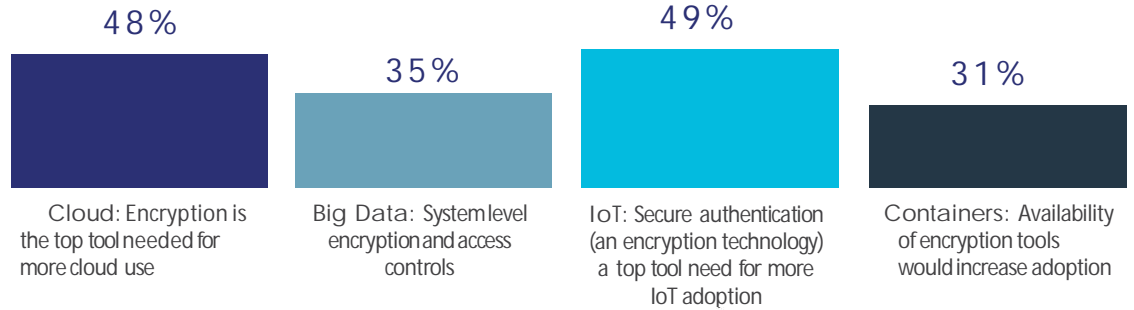 48%
35%
49%
31%
Cloud: Encryption is
the top tool needed for
more cloud use
Big Data: System level
encryption and access
controls
IoT: Secure authentication
(an encryption technology)
a top tool need for more
IoT adoption
Containers: Availability
of encryption tools
would increase adoption